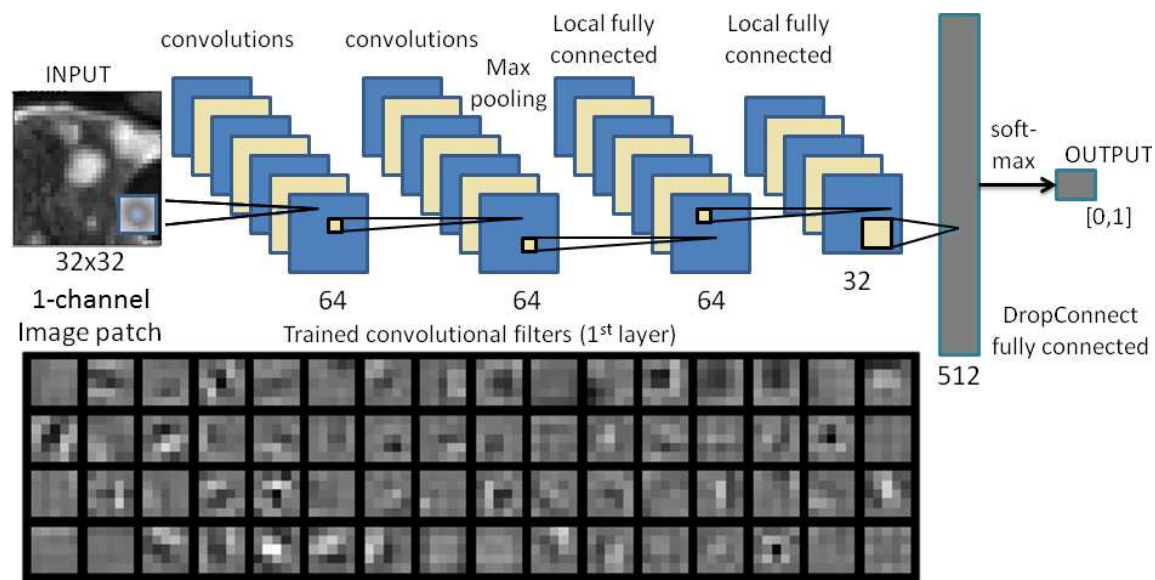 INPUT
32x32
1-channel
Image patch
convolutions
64
convolutions
64
Max
pooling
Local fully
connected
64
Local fully
connected
32
512
soft-
max
OUTPUT
[0,1]
DropConnect
fully connected
Trained convolutional filters (1st layer)